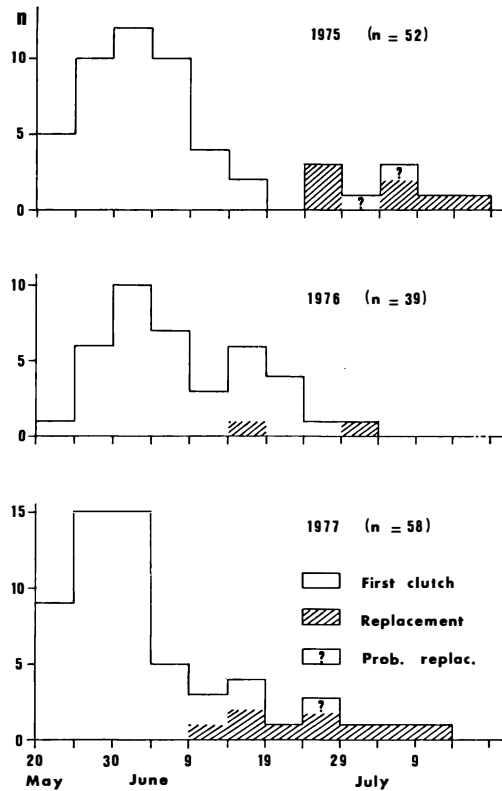 n
1975 (n = 52)
10
5
0
?
?
1976 (n = 39)
10
5
0
1977 (n = 58)
15
10
5
0
First clutch
Replacement
? Prob. replac.
?
20 30 9 19 29 9
May June July